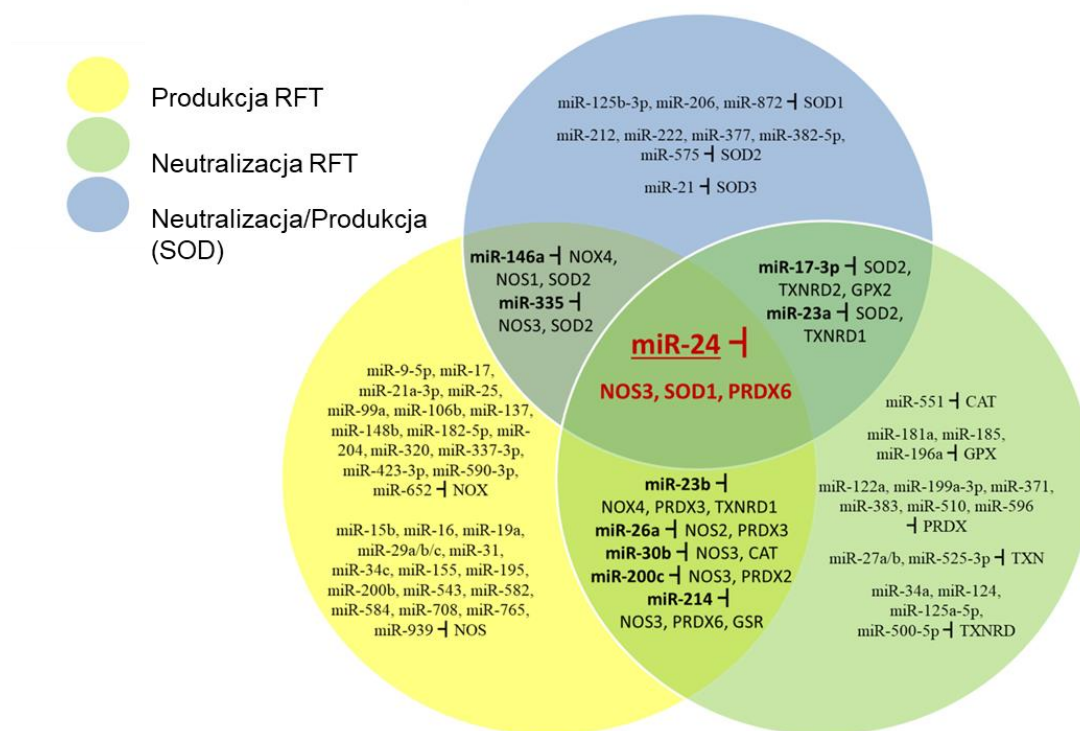 Produkcja RFT
Neutralizacja RFT
Neutralizacja/Produkcja
(SOD)
miR-125b-3p, miR-206, miR-872 ⊣ SOD1
miR-212, miR-222, miR-377, miR-382-5p,
miR-575 ⊣ SOD2
miR-21 ⊣ SOD3
miR-146a ⊣ NOX4,
NOS1, SOD2
miR-335 ⊣
NOS3, SOD2
miR-17-3p ⊣ SOD2,
TXNRD2, GPX2
miR-23a ⊣ SOD2,
TXNRD1
miR-24 ⊣
NOS3, SOD1, PRDX6
miR-9-5p, miR-17,
miR-21a-3p, miR-25,
miR-99a, miR-106b, miR-137,
miR-148b, miR-182-5p, miR-
204, miR-320, miR-337-3p,
miR-423-3p, miR-590-3p,
miR-652 ⊣ NOX
miR-15b, miR-16, miR-19a,
miR-29a/b/c, miR-31,
miR-34c, miR-155, miR-195,
miR-200b, miR-543, miR-582,
miR-584, miR-708, miR-765,
miR-939 ⊣ NOS
miR-23b ⊣
NOX4, PRDX3, TXNRD1
miR-26a ⊣ NOS2, PRDX3
miR-30b ⊣ NOS3, CAT
miR-200c ⊣ NOS3, PRDX2
miR-214 ⊣
NOS3, PRDX6, GSR
miR-551 ⊣ CAT
miR-181a, miR-185,
miR-196a ⊣ GPX
miR-122a, miR-199a-3p, miR-371,
miR-383, miR-510, miR-596
⊣ PRDX
miR-27a/b, miR-525-3p ⊣ TXN
miR-34a, miR-124,
miR-125a-5p,
miR-500-5p ⊣ TXNRD